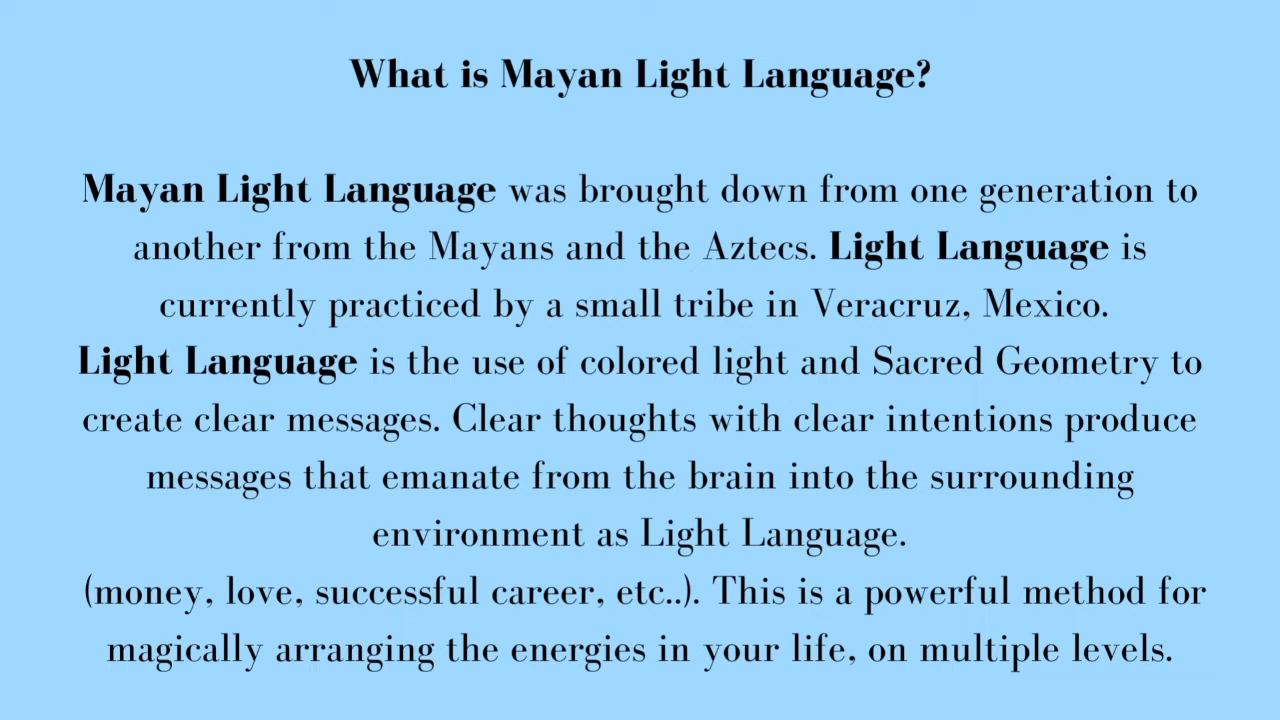 What is Mayan Light Language?
Mayan Light Language was brought down from one generation to
another from the Mayans and the Aztecs. Light Language is
currently practiced by a small tribe in Veracruz, Mexico.
Light Language is the use of colored light and Sacred Geometry to
create clear messages. Clear thoughts with clear intentions produce
messages that emanate from the brain into the surrounding
environment as Light Language.
(money, love, successful career, etc..). This is a powerful method for
magically arranging the energies in your life, on multiple levels.